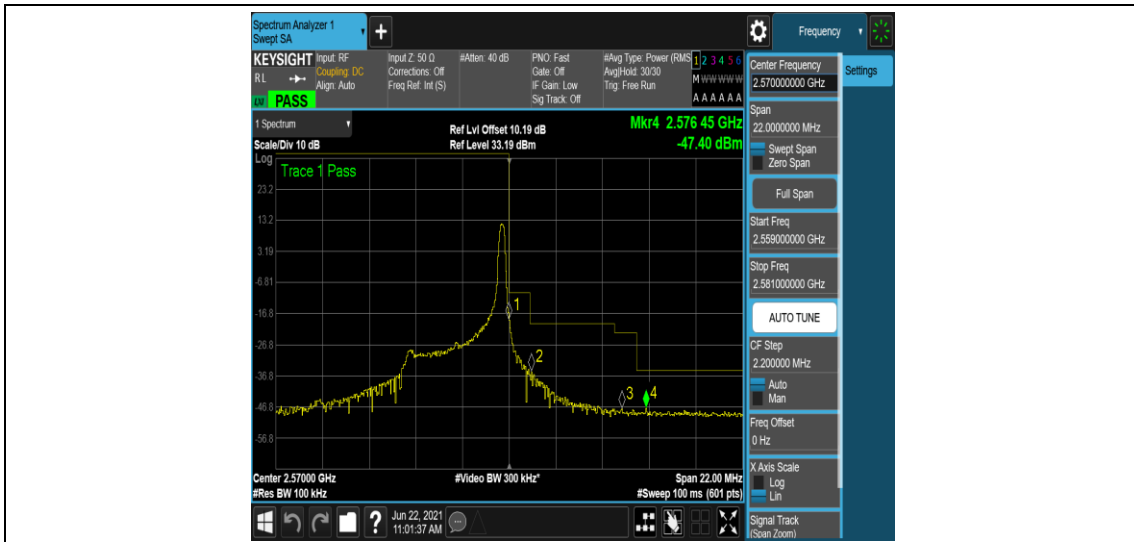 Spectrum Analyzer 1
Swept SA
+
Frequency
KEYSIGHT
RL
PASS
Input: RF
Coupling: DC
Align: Auto
Input Z: 50 Ω
Corrections: Off
Freq Ref: Int (S)
#Atten: 40 dB
PNO: Fast
Gate: Off
IF Gain: Low
Sig Track: Off
#Avg Type: Power (RMS
Avg|Hold: 30/30
Trig: Free Run
1 2 3 4 5 6
M W W W W W
A A A A A A
1 Spectrum
Scale/Div 10 dB
Ref Lvl Offset 10.19 dB
Ref Level 33.19 dBm
Mkr4 2.576 45 GHz
-47.40 dBm
Log
Trace 1 Pass
23.2
13.2
3.19
-6.81
-16.8
-26.8
-36.8
-46.8
-56.8
1
2
3
4
Center 2.57000 GHz
#Res BW 100 kHz
#Video BW 300 kHz*
Span 22.00 MHz
#Sweep 100 ms (601 pts)
?
Jun 22, 2021
11:01:37 AM
Center Frequency
2.570000000 GHz
Settings
Span
22.0000000 MHz
Swept Span
Zero Span
Full Span
Start Freq
2.559000000 GHz
Stop Freq
2.581000000 GHz
AUTO TUNE
CF Step
2.200000 MHz
Auto
Man
Freq Offset
0 Hz
X Axis Scale
Log
Lin
Signal Track
(Span Zoom)